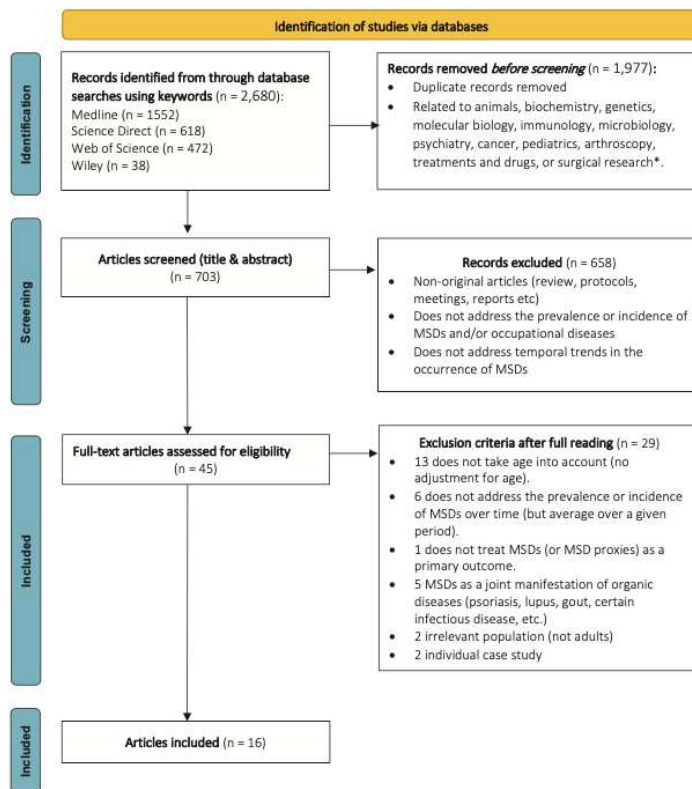 Identification of studies via databases
Identification
Records identified from through database
searches using keywords (n = 2,680):
Medline (n = 1552)
Science Direct (n = 618)
Web of Science (n = 472)
Wiley (n = 38)
Records removed before screening (n = 1,977):
• Duplicate records removed
• Related to animals, biochemistry, genetics,
molecular biology, immunology, microbiology,
psychiatry, cancer, pediatrics, arthroscopy,
treatments and drugs, or surgical research*.
Screening
Articles screened (title & abstract)
(n = 703)
Records excluded (n = 658)
• Non-original articles (review, protocols,
meetings, reports etc)
• Does not address the prevalence or incidence of
MSDs and/or occupational diseases
• Does not address temporal trends in the
occurrence of MSDs
Included
Full-text articles assessed for eligibility
(n = 45)
Exclusion criteria after full reading (n = 29)
• 13 does not take age into account (no
adjustment for age).
• 6 does not address the prevalence or incidence
of MSDs over time (but average over a given
period).
• 1 does not treat MSDs (or MSD proxies) as a
primary outcome.
• 5 MSDs as a joint manifestation of organic
diseases (psoriasis, lupus, gout, certain
infectious disease, etc.)
• 2 irrelevant population (not adults)
• 2 individual case study
Included
Articles included (n = 16)